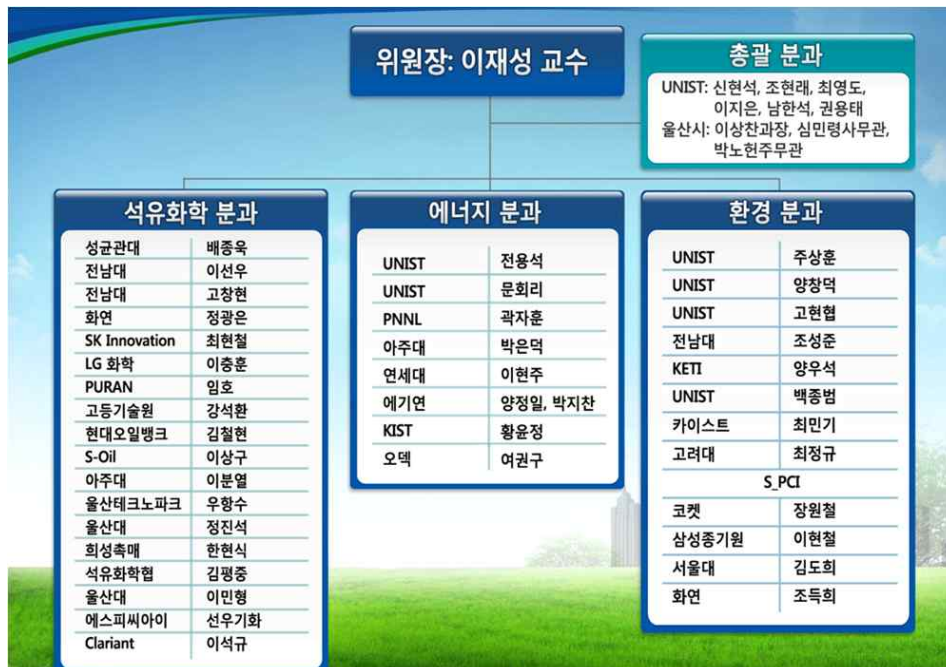 위원장: 이재성 교수
총괄 분과
UNIST: 신현석, 조현래, 최영도,
이지은, 남한석, 권용태
울산시: 이상찬과장, 심민령사무관,
박노헌주무관
석유화학 분과
성균관대 배종욱
전남대 이선우
전남대 고창현
화연 정광은
SK Innovation 최현철
LG 화학 이충훈
PURAN 임호
고등기술원 강석환
현대오일뱅크 김철현
S-Oil 이상구
아주대 이분열
울산테크노파크 우항수
울산대 정진석
희성촉매 한현식
석유화학협 김평중
울산대 이민형
에스피씨아이 선우기화
Clariant 이석규
에너지 분과
UNIST 전용석
UNIST 문회리
PNNL 곽자훈
아주대 박은덕
연세대 이현주
에기연 양정일, 박지찬
KIST 황윤정
오덱 여권구
환경 분과
UNIST 주상훈
UNIST 양창덕
UNIST 고현협
전남대 조성준
KETI 양우석
UNIST 백종범
카이스트 최민기
고려대 최정규
S_PCI
코켓 장원철
삼성종기원 이현철
서울대 김도희
화연 조득희